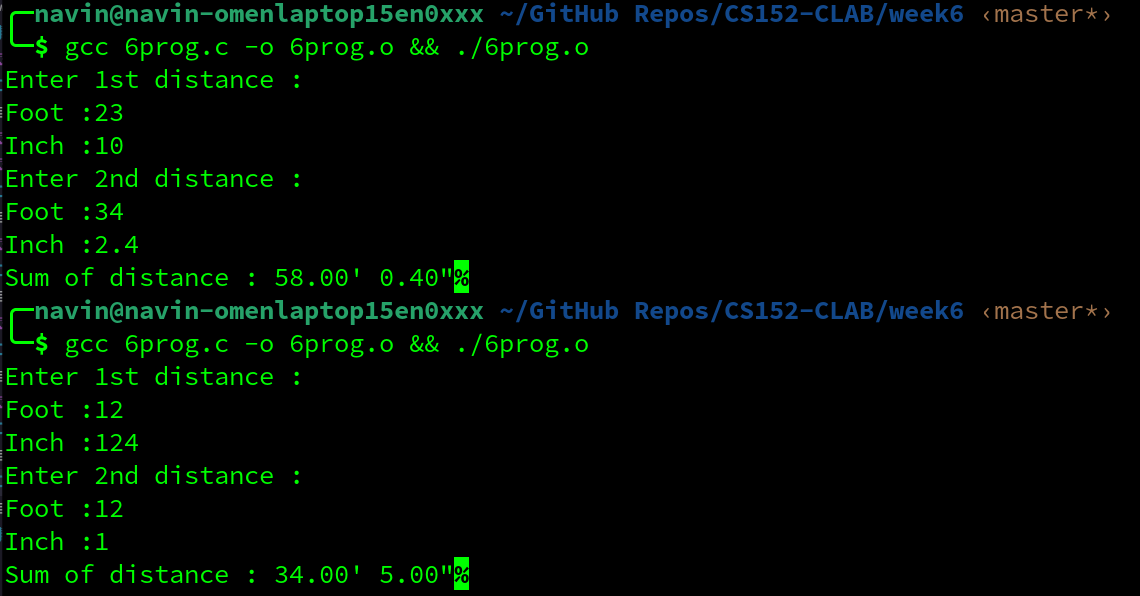 ╭─navin@navin-omenlaptop15en0xxx ~/GitHub Repos/CS152-CLAB/week6 ‹master*›
╰─$ gcc 6prog.c -o 6prog.o && ./6prog.o
Enter 1st distance :
Foot :23
Inch :10
Enter 2nd distance :
Foot :34
Inch :2.4
Sum of distance : 58.00' 0.40"%
╭─navin@navin-omenlaptop15en0xxx ~/GitHub Repos/CS152-CLAB/week6 ‹master*›
╰─$ gcc 6prog.c -o 6prog.o && ./6prog.o
Enter 1st distance :
Foot :12
Inch :124
Enter 2nd distance :
Foot :12
Inch :1
Sum of distance : 34.00' 5.00"%